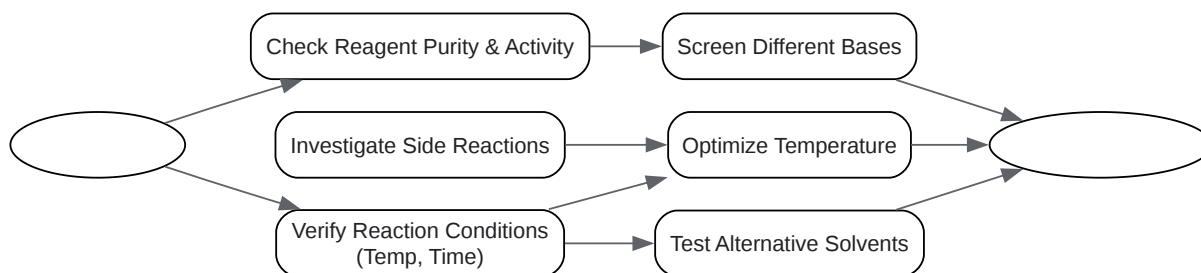 Check Reagent Purity & Activity
Screen Different Bases
Investigate Side Reactions
Optimize Temperature
Verify Reaction Conditions
(Temp, Time)
Test Alternative Solvents